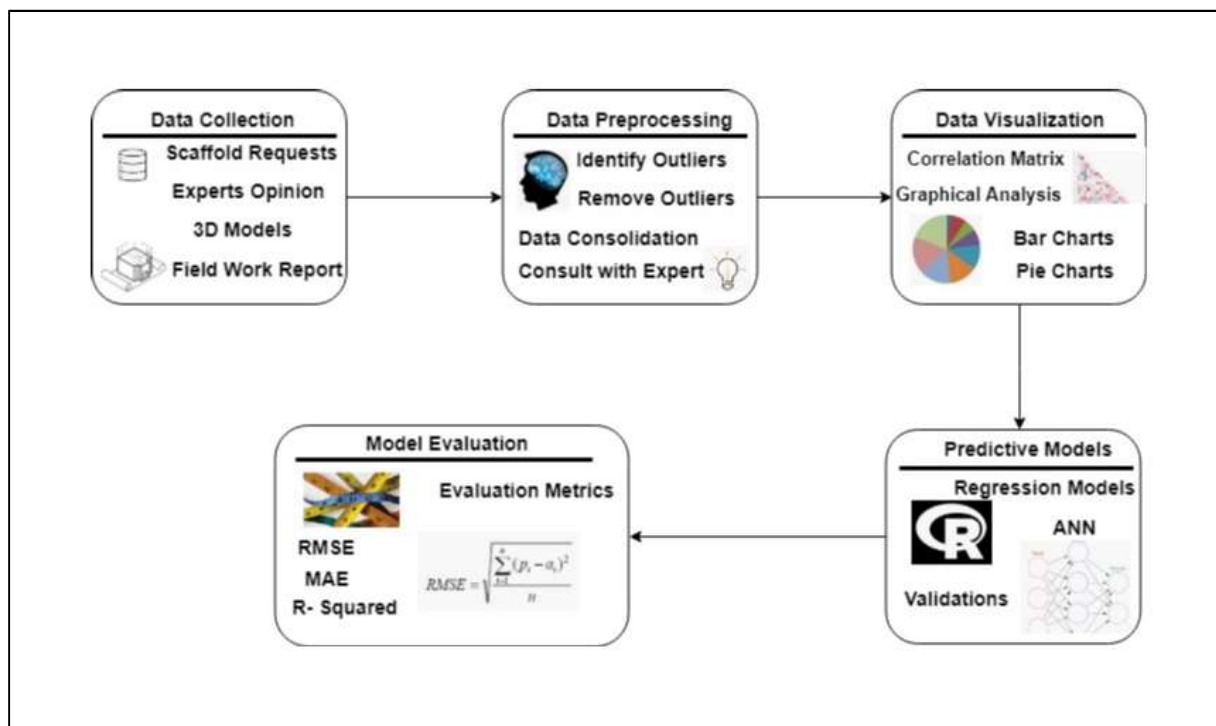 Data Collection
Scaffold Requests
Experts Opinion
3D Models
Field Work Report
Data Preprocessing
Identify Outliers
Remove Outliers
Data Consolidation
Consult with Expert
Data Visualization
Correlation Matrix
Graphical Analysis
Bar Charts
Pie Charts
Predictive Models
Regression Models
R
ANN
Validations
Model Evaluation
Evaluation Metrics
RMSE
MAE
R- Squared
RMSE = √
n